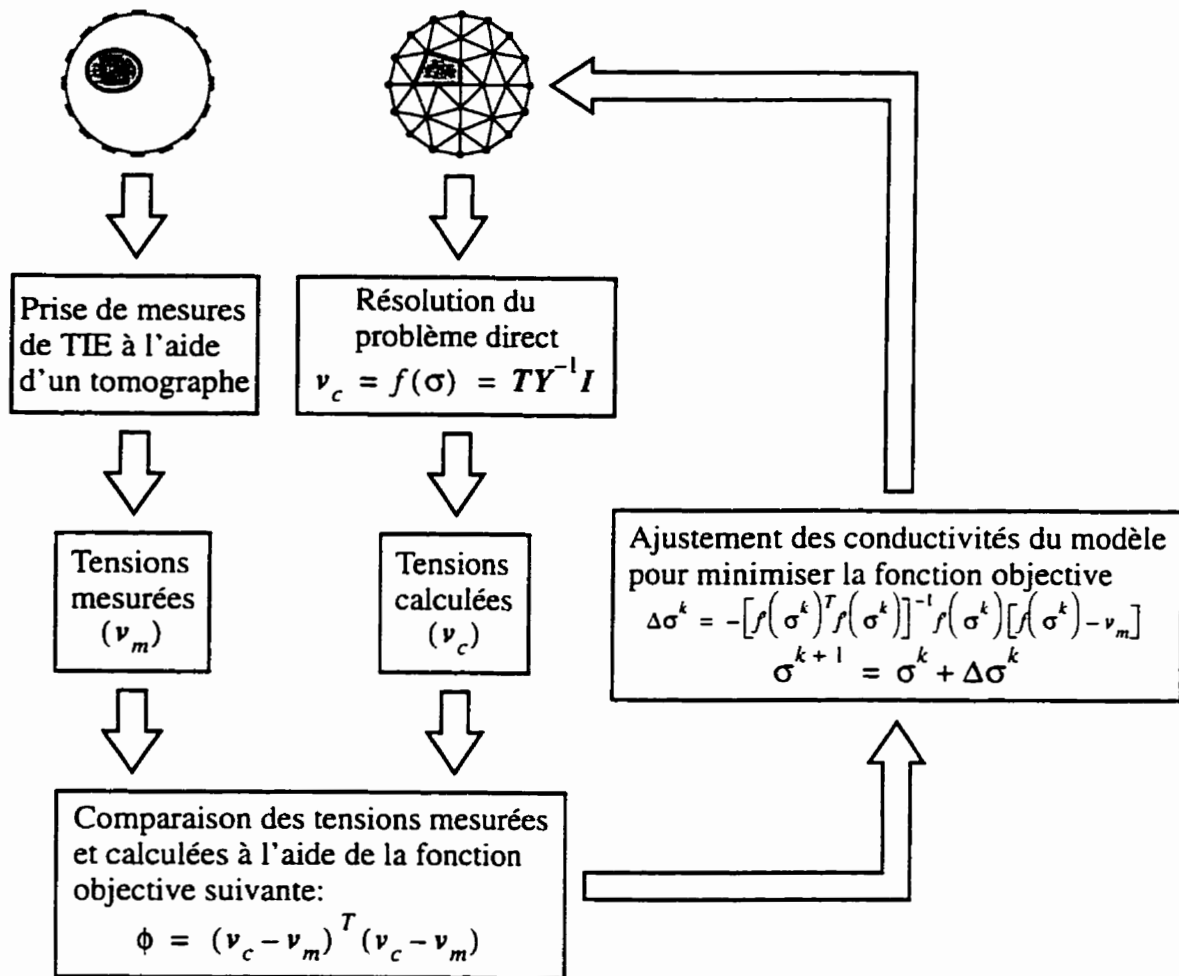 Prise de mesures
de TIE à l'aide
d'un tomographe
Résolution du
problème direct
v_c = f(σ) = TY^{-1}I
Tensions
mesurées
(v_m)
Tensions
calculées
(v_c)
Ajustement des conductivités du modèle
pour minimiser la fonction objective
Δσ^k = -[f(σ^k)^T f(σ^k)]^{-1} f(σ^k)[f(σ^k) - v_m]
σ^{k+1} = σ^k + Δσ^k
Comparaison des tensions mesurées
et calculées à l'aide de la fonction
objective suivante:
ϕ = (v_c - v_m)^T (v_c - v_m)